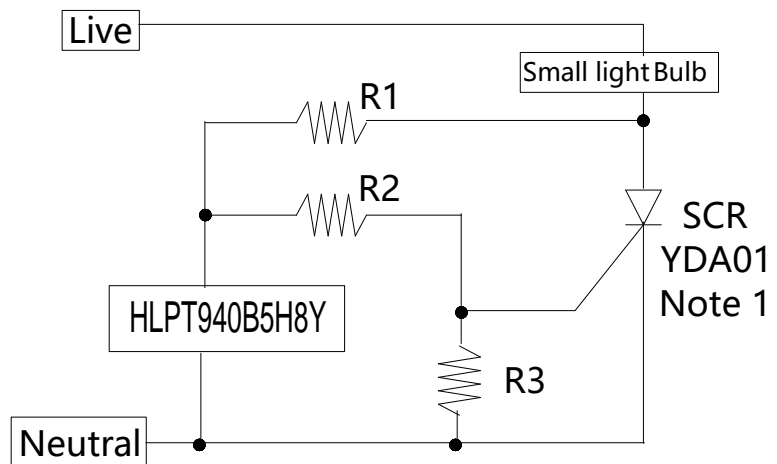 Live
Small light Bulb
R1
R2
SCR
YDA01
Note 1
HLPT940B5H8Y
R3
Neutral